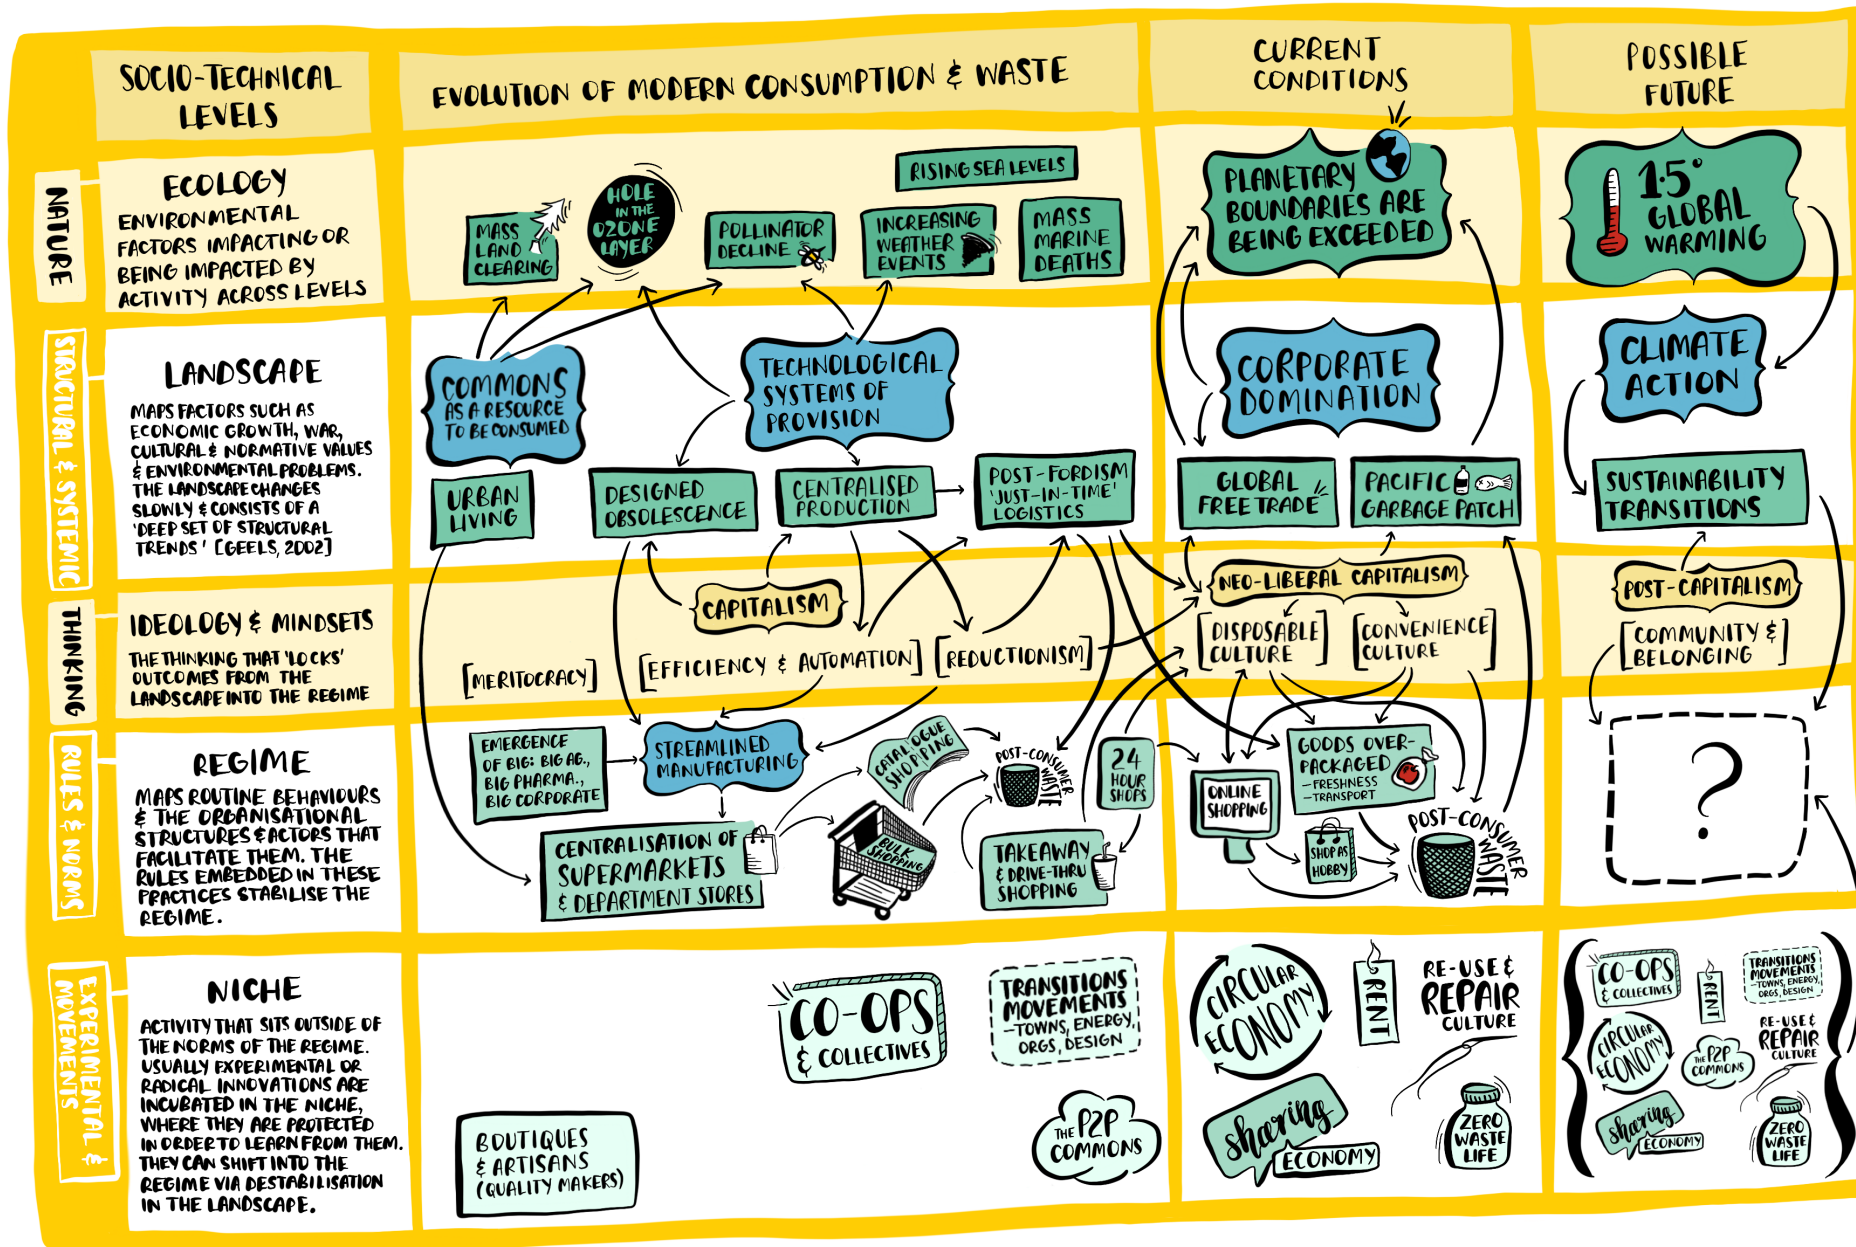 SOCIO-TECHNICAL
LEVELS
EVOLUTION OF MODERN CONSUMPTION & WASTE
CURRENT
CONDITIONS
POSSIBLE
FUTURE
NATURE
ECOLOGY
ENVIRONMENTAL
FACTORS IMPACTING OR
BEING IMPACTED BY
ACTIVITY ACROSS LEVELS
MASS
LAND
CLEARING
HOLE
IN THE
OZONE
LAYER
POLLINATOR
DECLINE
RISING SEA LEVELS
INCREASING
WEATHER
EVENTS
MASS
MARINE
DEATHS
PLANETARY
BOUNDARIES ARE
BEING EXCEEDED
1.5°
GLOBAL
WARMING
STRUCTURAL & SYSTEMIC
LANDSCAPE
MAPS FACTORS SUCH AS
ECONOMIC GROWTH, WAR,
CULTURAL & NORMATIVE VALUES
& ENVIRONMENTAL PROBLEMS.
THE LANDSCAPE CHANGES
SLOWLY & CONSISTS OF A
'DEEP SET OF STRUCTURAL
TRENDS' [GEELS, 2002]
COMMONS
AS A RESOURCE
TO BE CONSUMED
URBAN
LIVING
TECHNOLOGICAL
SYSTEMS OF
PROVISION
DESIGNED
OBSOLESCENCE
CENTRALISED
PRODUCTION
POST-FORDISM
'JUST-IN-TIME'
LOGISTICS
CORPORATE
DOMINATION
GLOBAL
FREE TRADE
PACIFIC
GARBAGE PATCH
CLIMATE
ACTION
SUSTAINABILITY
TRANSITIONS
THINKING
IDEOLOGY & MINDSETS
THE THINKING THAT 'LOCKS'
OUTCOMES FROM THE
LANDSCAPE INTO THE REGIME
CAPITALISM
[MERITOCRACY]
[EFFICIENCY & AUTOMATION]
[REDUCTIONISM]
NEO-LIBERAL CAPITALISM
[DISPOSABLE
CULTURE]
[CONVENIENCE
CULTURE]
POST-CAPITALISM
[COMMUNITY &
BELONGING]
RULES & NORMS
REGIME
MAPS ROUTINE BEHAVIOURS
& THE ORGANISATIONAL
STRUCTURES & ACTORS THAT
FACILITATE THEM. THE
RULES EMBEDDED IN THESE
PRACTICES STABILISE THE
REGIME.
EMERGENCE
OF BIG: BIG AG.,
BIG PHARMA.,
BIG CORPORATE
STREAMLINED
MANUFACTURING
CENTRALISATION OF
SUPERMARKETS
& DEPARTMENT STORES
CATALOGUE
SHOPPING
BULK
SHOPPING
POST-CONSUMER
WASTE
TAKEAWAY
& DRIVE-THRU
SHOPPING
24
HOUR
SHOPS
ONLINE
SHOPPING
GOODS OVER-
PACKAGED
—FRESHNESS
—TRANSPORT
SHOP AS
HOBBY
POST-CONSUMER
WASTE
?
EXPERIMENTAL &
MOVEMENTS
NICHE
ACTIVITY THAT SITS OUTSIDE OF
THE NORMS OF THE REGIME.
USUALLY EXPERIMENTAL OR
RADICAL INNOVATIONS ARE
INCUBATED IN THE NICHE,
WHERE THEY ARE PROTECTED
IN ORDER TO LEARN FROM THEM.
THEY CAN SHIFT INTO THE
REGIME VIA DESTABILISATION
IN THE LANDSCAPE.
BOUTIQUES
& ARTISANS
(QUALITY MAKERS)
CO-OPS
& COLLECTIVES
TRANSITIONS
MOVEMENTS
—TOWNS, ENERGY,
ORGS, DESIGN
THE P2P
COMMONS
CIRCULAR
ECONOMY
RENT
RE-USE &
REPAIR
CULTURE
sharing
ECONOMY
ZERO
WASTE
LIFE
CO-OPS
& COLLECTIVES
RENT
TRANSITIONS
MOVEMENTS
—TOWNS, ENERGY,
ORGS, DESIGN
CIRCULAR
ECONOMY
THE P2P
COMMONS
RE-USE &
REPAIR
CULTURE
sharing
ECONOMY
ZERO
WASTE
LIFE